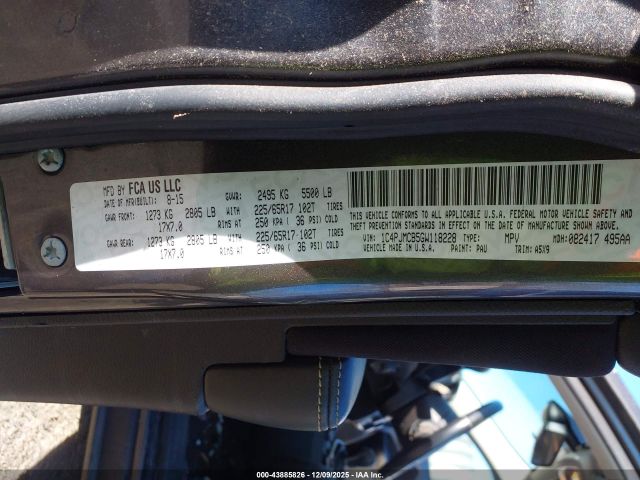 MFD BY FCA US LLC
DATE OF MFR(BUILT): 8-15 GVWR: 2495 KG 5500 LB
GAWR FRONT: 1273 KG 2805 LB WITH 225/65R17 102T TIRES
17X7.0 RIMS AT 250 KPA ( 36 PSI) COLD
GAWR REAR: 1273 KG 2805 LB WITH 225/65R17 102T TIRES
17X7.0 RIMS AT 250 KPA ( 36 PSI) COLD
THIS VEHICLE CONFORMS TO ALL APPLICABLE U.S.A. FEDERAL MOTOR VEHICLE SAFETY AND
THEFT PREVENTION STANDARDS IN EFFECT ON THE DATE OF MANUFACTURE SHOWN ABOVE.
VIN: 1C4PJMCB5GW118228 TYPE: MPV MDH: 082417 495AA
VEHICLE MADE IN U.S.A. PAINT: PAU TRIM: A5X9
000-43885826 | 12/09/2025 - IAA